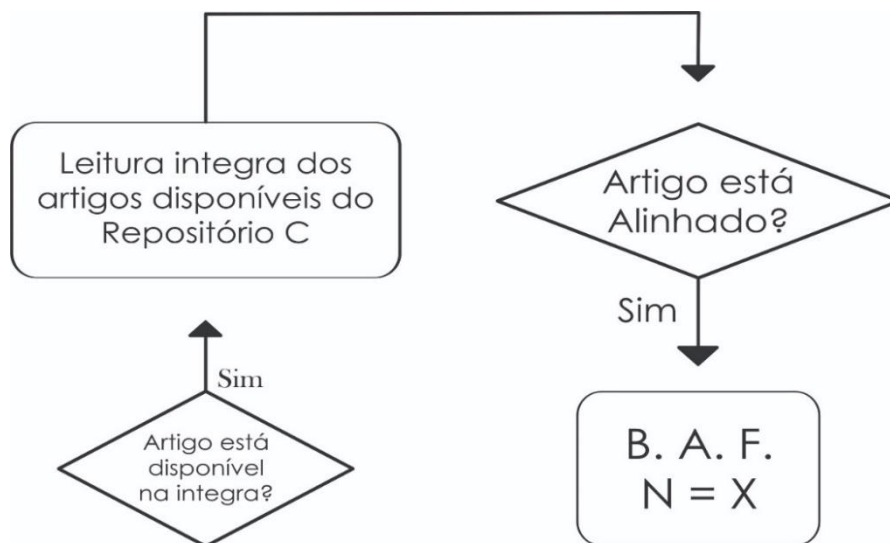 Leitura integra dos
artigos disponíveis do
Repositório C
Artigo está
Alinhado?
Sim
Sim
Artigo está
disponível
na integra?
B. A. F.
N = X